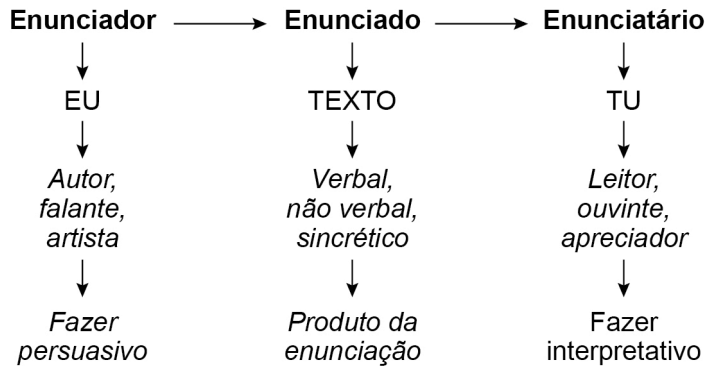 Enunciador Enunciado Enunciatário
EU TEXTO TU
Autor,
falante,
artista
Verbal,
não verbal,
sincrético
Leitor,
ouvinte,
apreciador
Fazer
persuasivo
Produto da
enunciação
Fazer
interpretativo